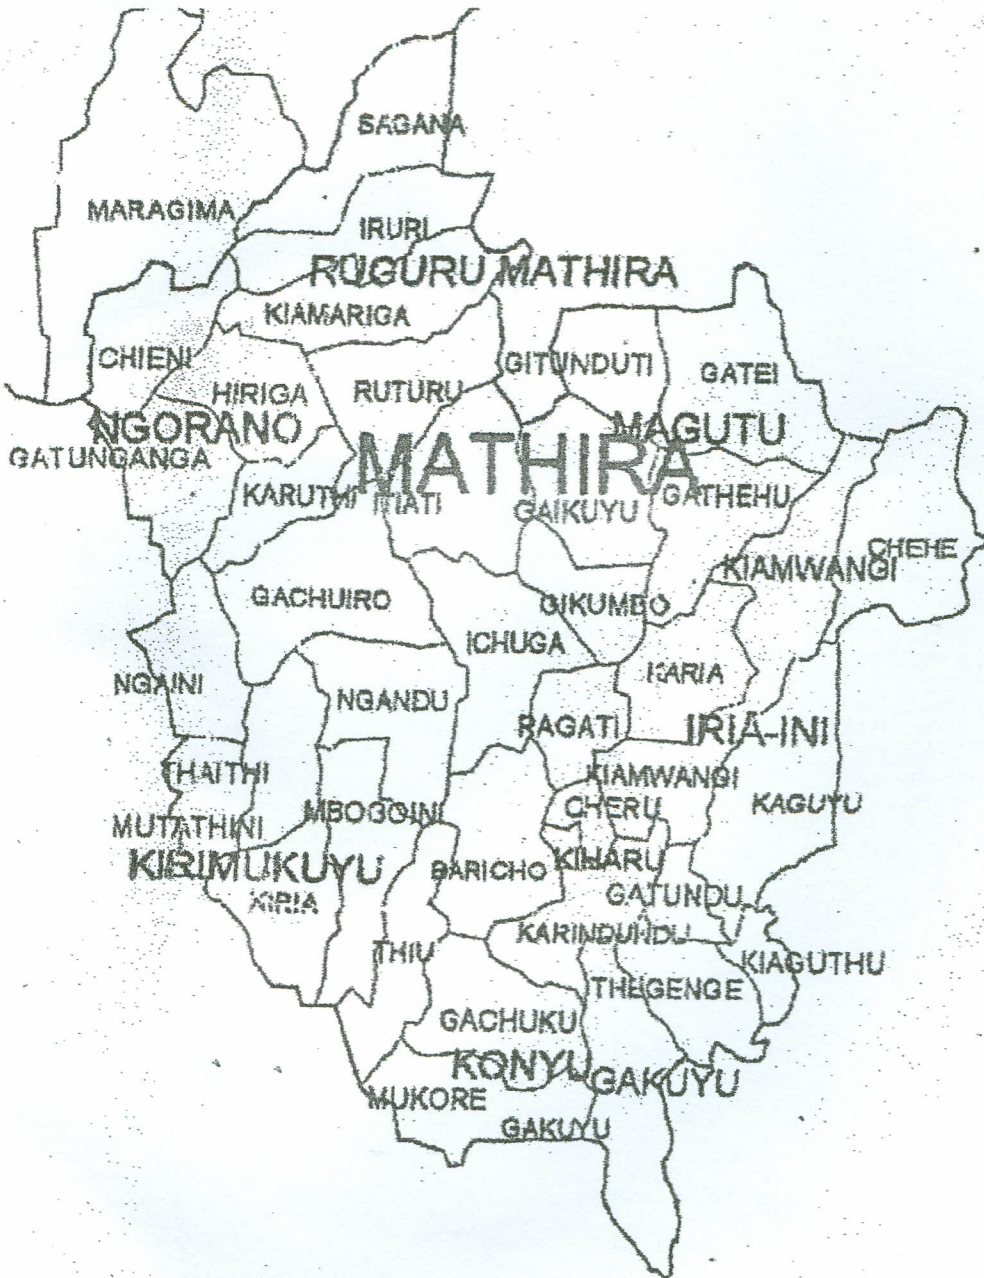 SAGANA
MARAGIMA
IRURI
RUGURU MATHIRA
KIAMARIGA
CHIENI
GITUNDUTI
GATEI
HIRIGA
RUTURU
NGORANO
MAGUTU
GATUNGANGA
MATHIRA
KARUTHI
ITIATI
GAIKUYU
GATHEHU
CHEHE
KIAMWANGI
GACHUIRO
GIKUMBO
ICHUGA
KARIA
NGAINI
NGANDU
RAGATI
IRIA-INI
THAITHI
KIAMWANGI
MBOGOINI
CHERU
KAGUYU
MUTATHINI
KIRIMUKUYU
BARICHO
KIHARU
GATUNDU
KIRIA
KARINDUNDU
THIU
KIAGUTHU
THEGENGE
GACHUKU
KONYU
GAKUYU
MUKORE
GAKUYU